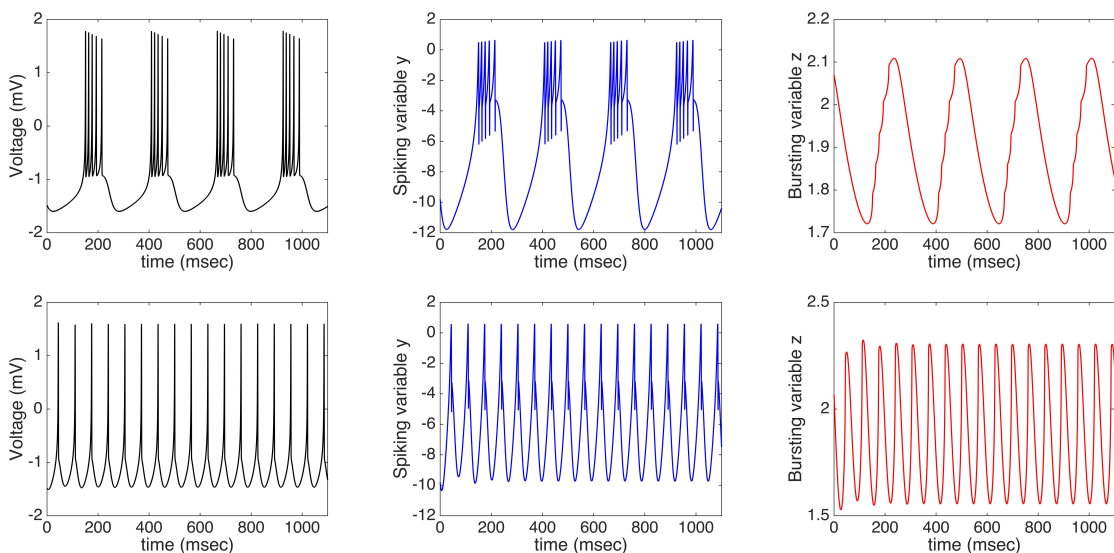 2
1
0
-1
-2
Voltage (mV)
0 200 400 600 800 1000
time (msec)
0
-2
-4
-6
-8
-10
-12
Spiking variable y
0 200 400 600 800 1000
time (msec)
2.1
2
1.9
1.8
1.7
Bursting variable z
0 200 400 600 800 1000
time (msec)
2
1
0
-1
-2
Voltage (mV)
0 200 400 600 800 1000
time (msec)
2
0
-2
-4
-6
-8
-10
-12
Spiking variable y
0 200 400 600 800 1000
time (msec)
2.5
2
1.5
Bursting variable z
0 200 400 600 800 1000
time (msec)